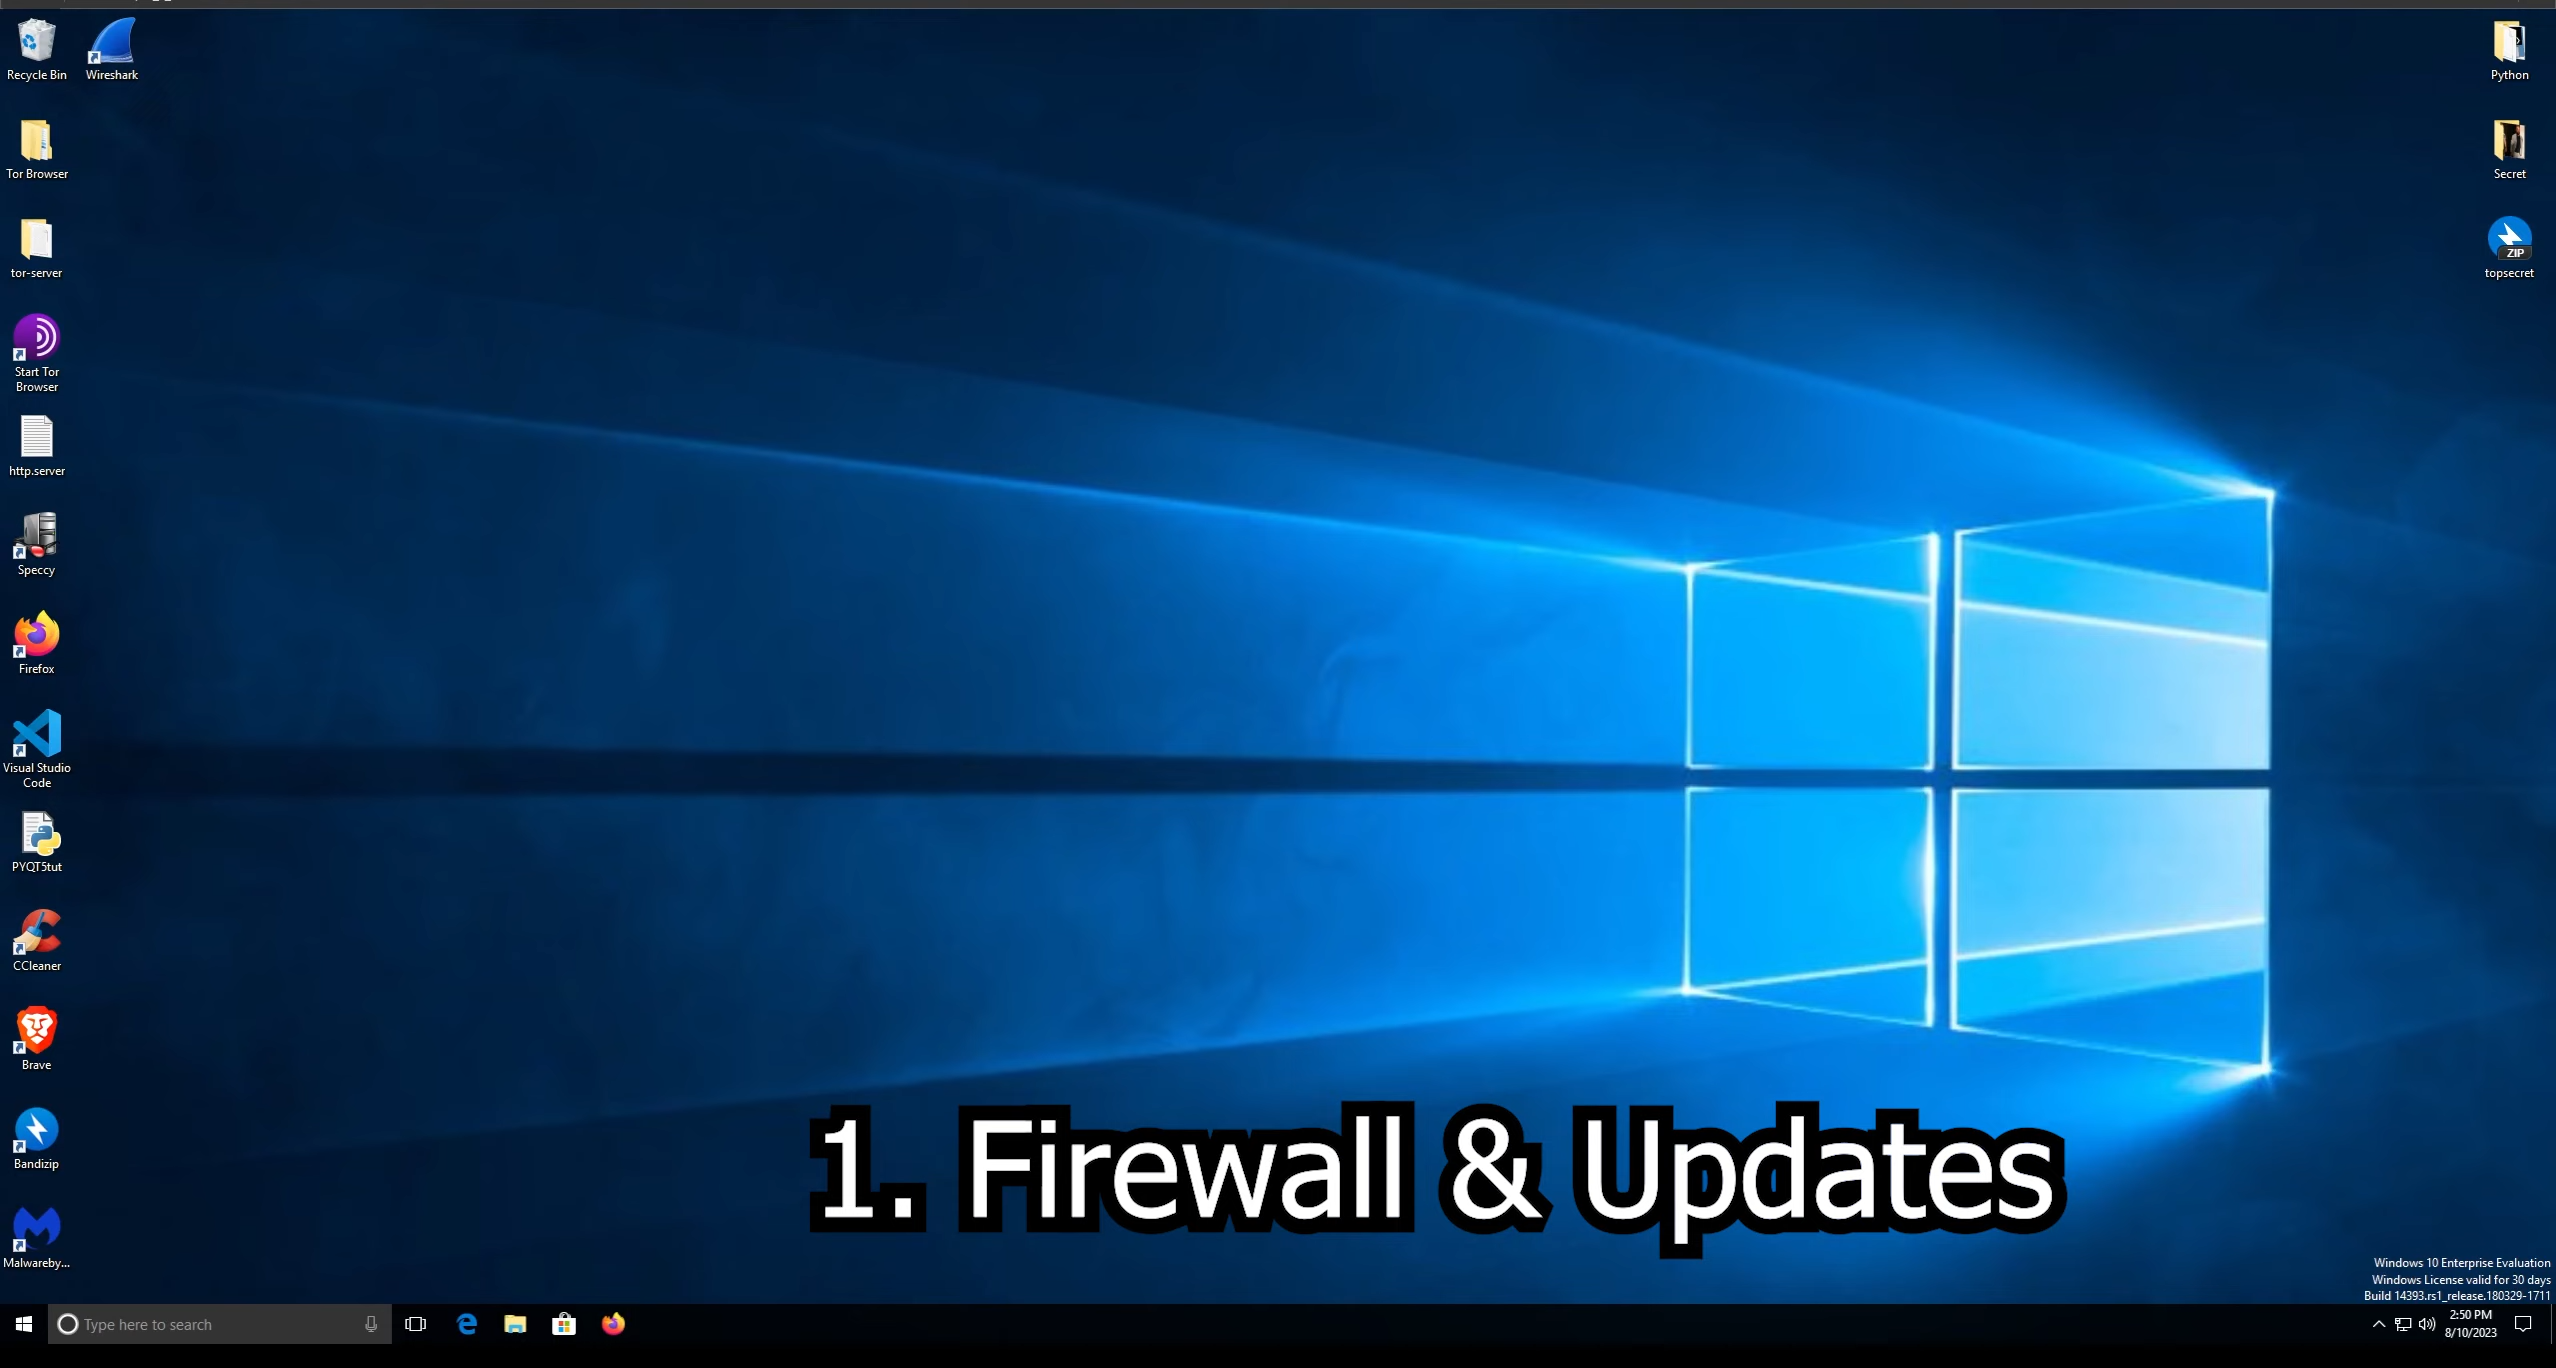 Recycle Bin
Wireshark
Tor Browser
tor-server
Start Tor
Browser
http.server
Speccy
Firefox
Visual Studio
Code
PYQT5tut
CCleaner
Brave
Bandizip
Malwareby...
Python
Secret
ZIP
topsecret
1. Firewall & Updates
Windows 10 Enterprise Evaluation
Windows License valid for 30 days
Build 14393.rs1_release.180329-1711
Type here to search
2:50 PM
8/10/2023